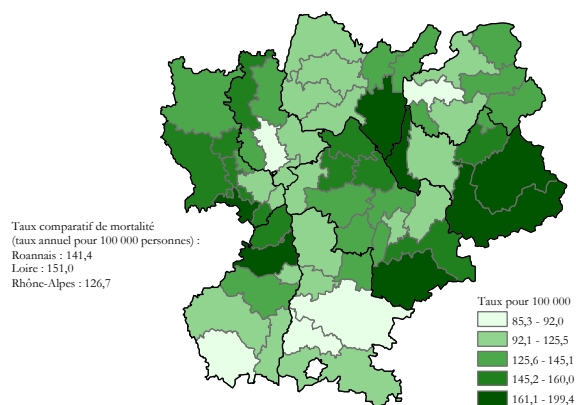 Taux comparatif de mortalité
(taux annuel pour 100 000 personnes) :
Roannais : 141,4
Loire : 151,0
Rhône-Alpes : 126,7
Taux pour 100 000
85,3 - 92,0
92,1 - 125,5
125,6 - 145,1
145,2 - 160,0
161,1 - 199,4